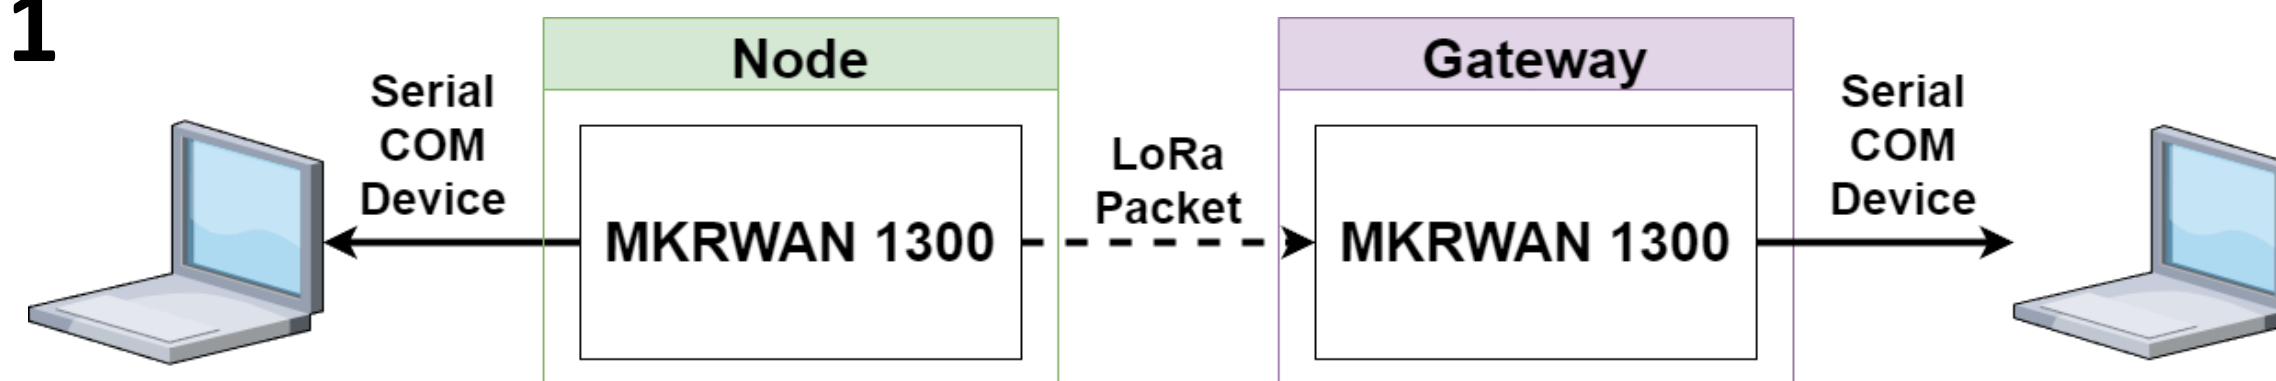 1
Node
Gateway
Serial
COM
Device
LoRa
Packet
Serial
COM
Device
MKRWAN 1300
MKRWAN 1300